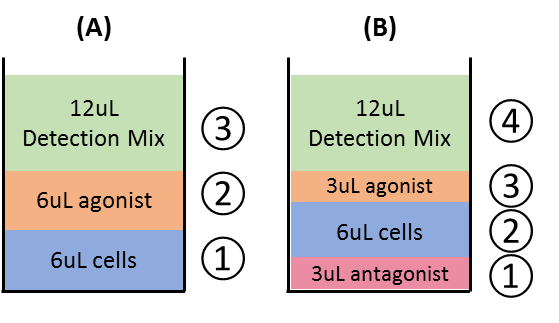 (A)
12uL
Detection Mix
③
6uL agonist
②
6uL cells
①
(B)
12uL
Detection Mix
④
3uL agonist
③
6uL cells
②
3uL antagonist
①